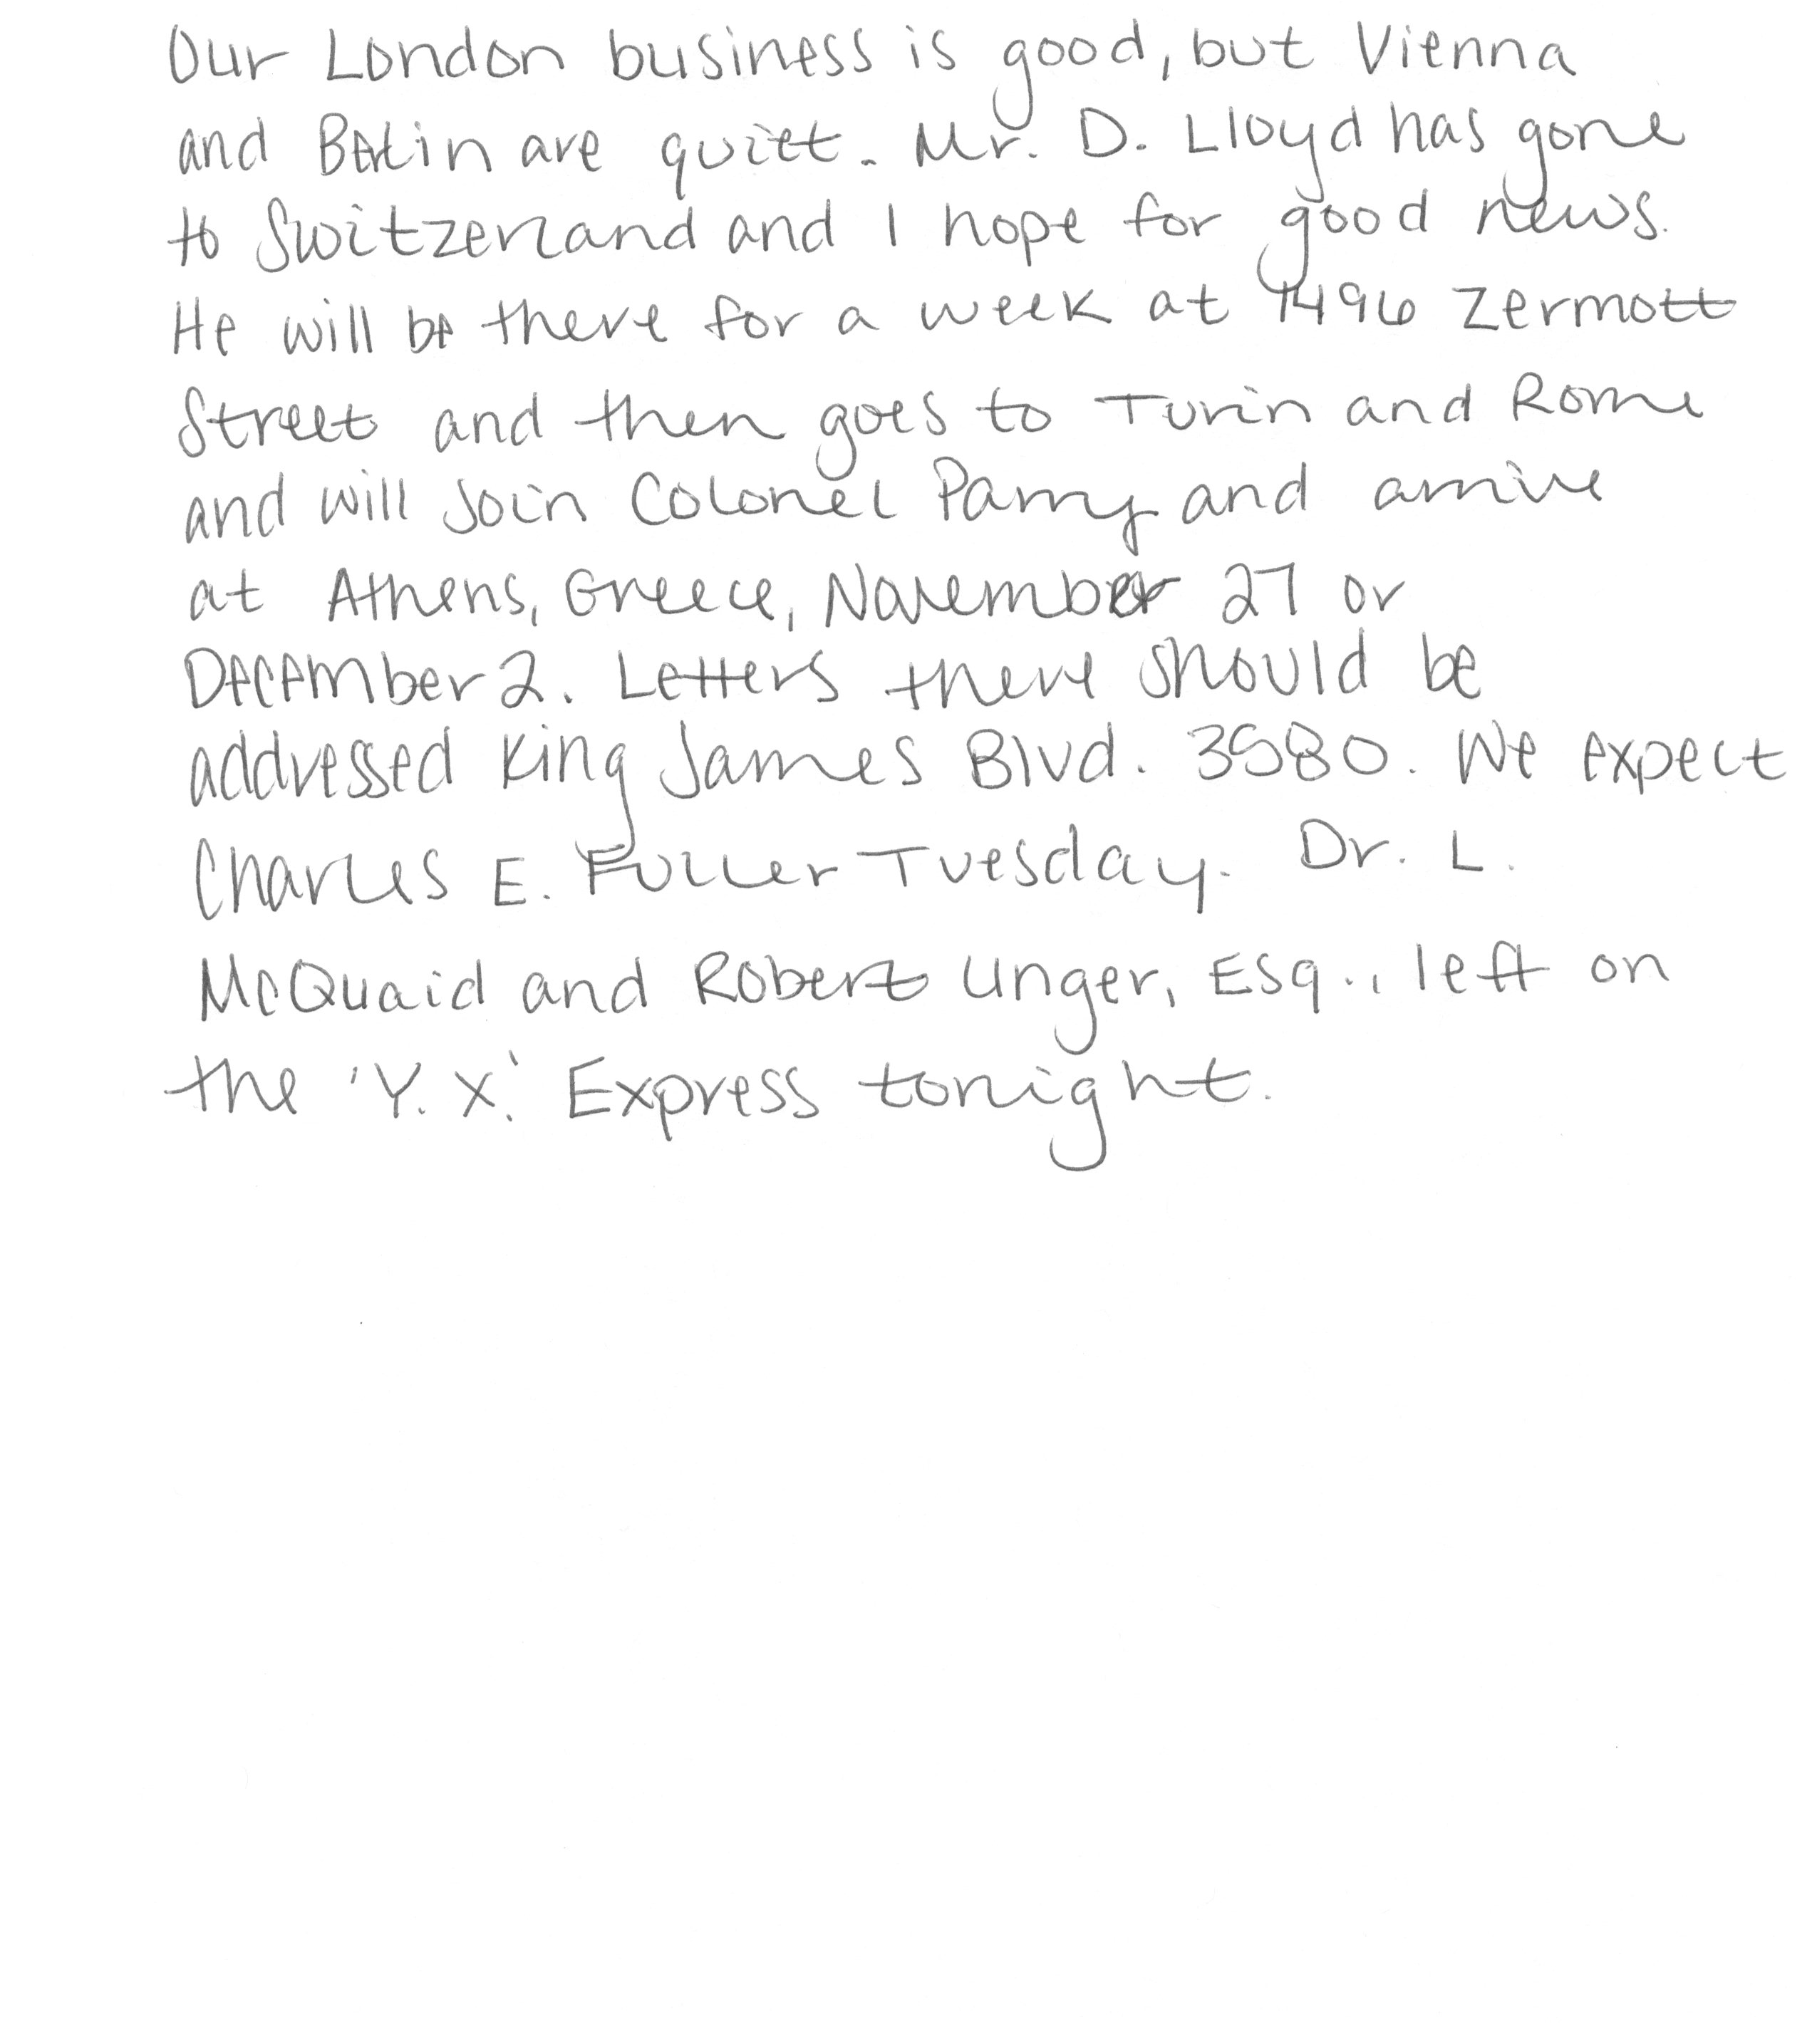 Our London business is good, but Vienna
and Berlin are quiet. Mr. D. Lloyd has gone
to Switzerland and I hope for good news.
He will be there for a week at 1496 Zermott
Street and then goes to Turin and Rome
and will join Colonel Parry and arrive
at Athens, Greece, November 27 or
December 2. Letters there should be
addressed King James Blvd. 3580. We expect
Charles E. Fuller Tuesday. Dr. L.
McQuaid and Robert Unger, Esq., left on
the 'Y. X.' Express tonight.